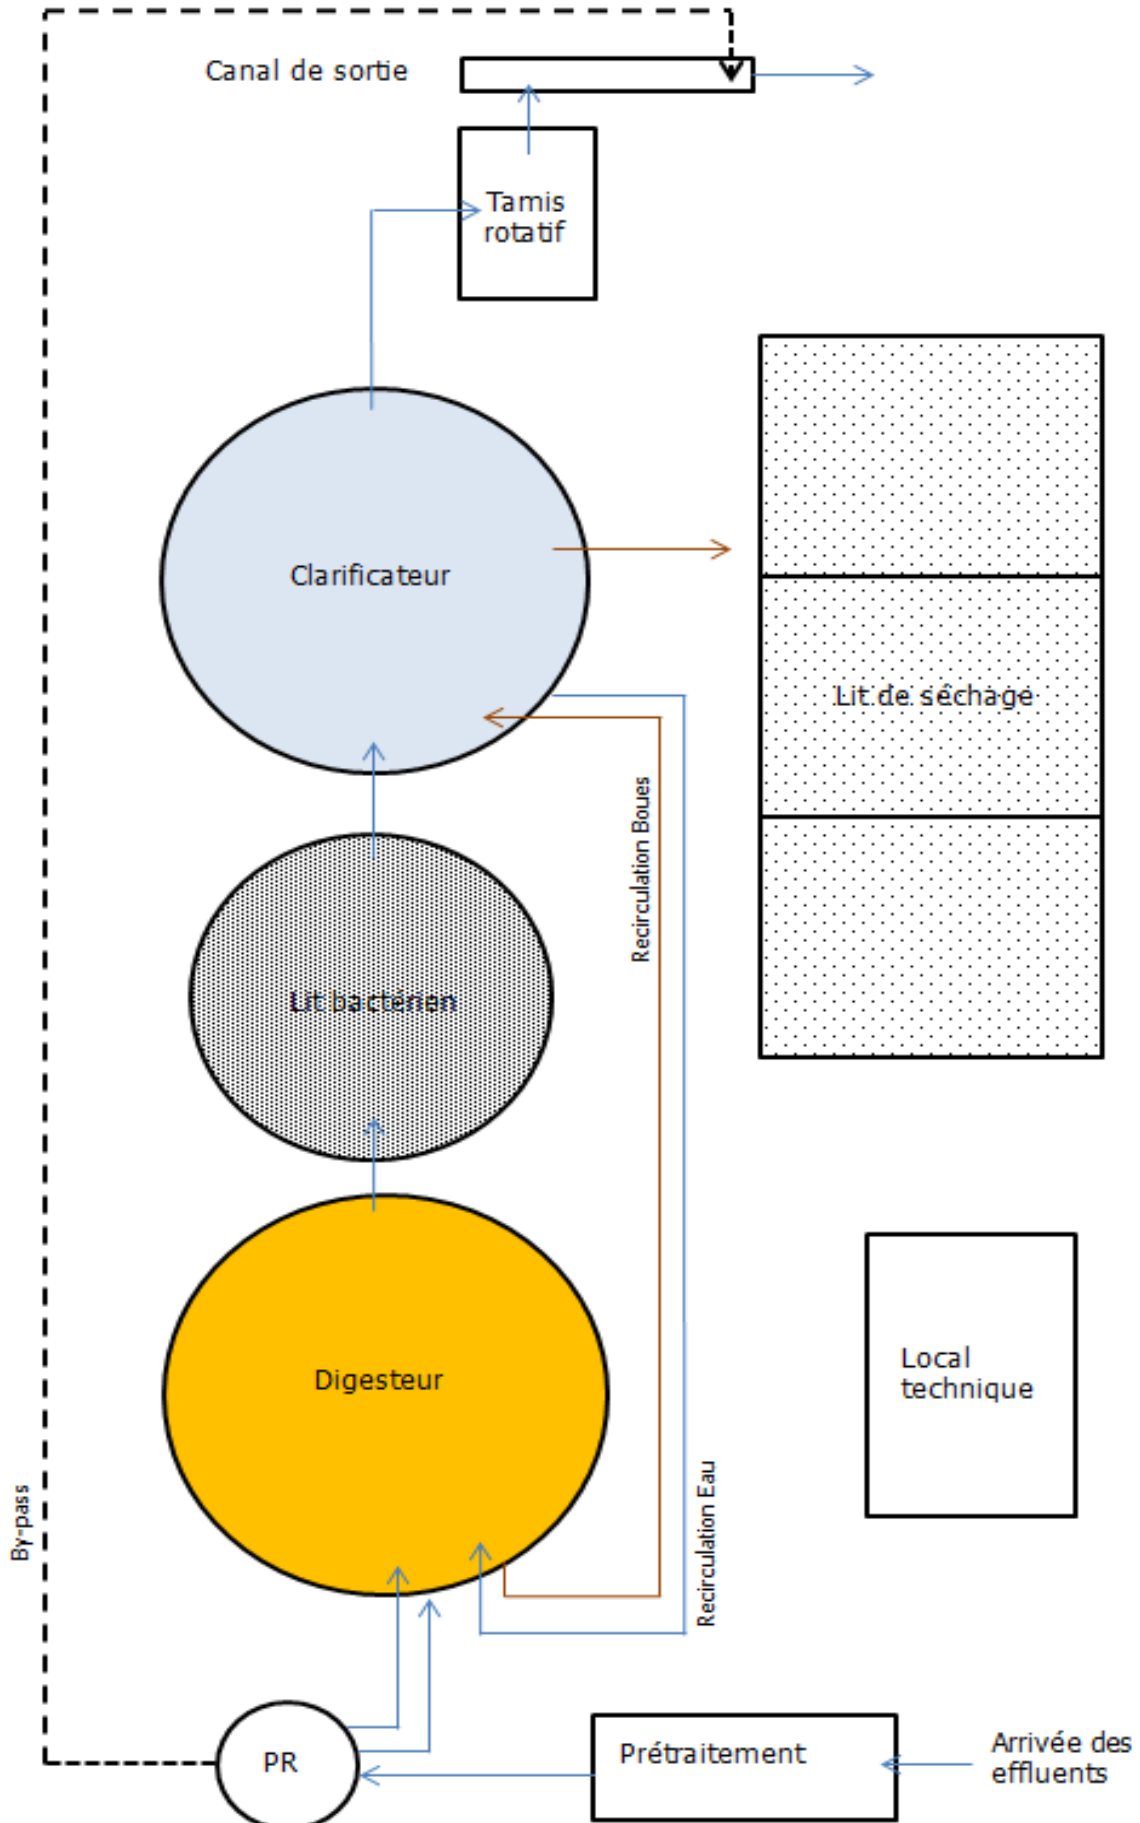 Canal de sortie
Tamis
rotatif
Clarificateur
Lit de séchage
Recirculation Boues
Lit bactérien
Digesteur
Local
technique
Recirculation Eau
By-pass
PR
Prétraitement
Arrivée des
effluents